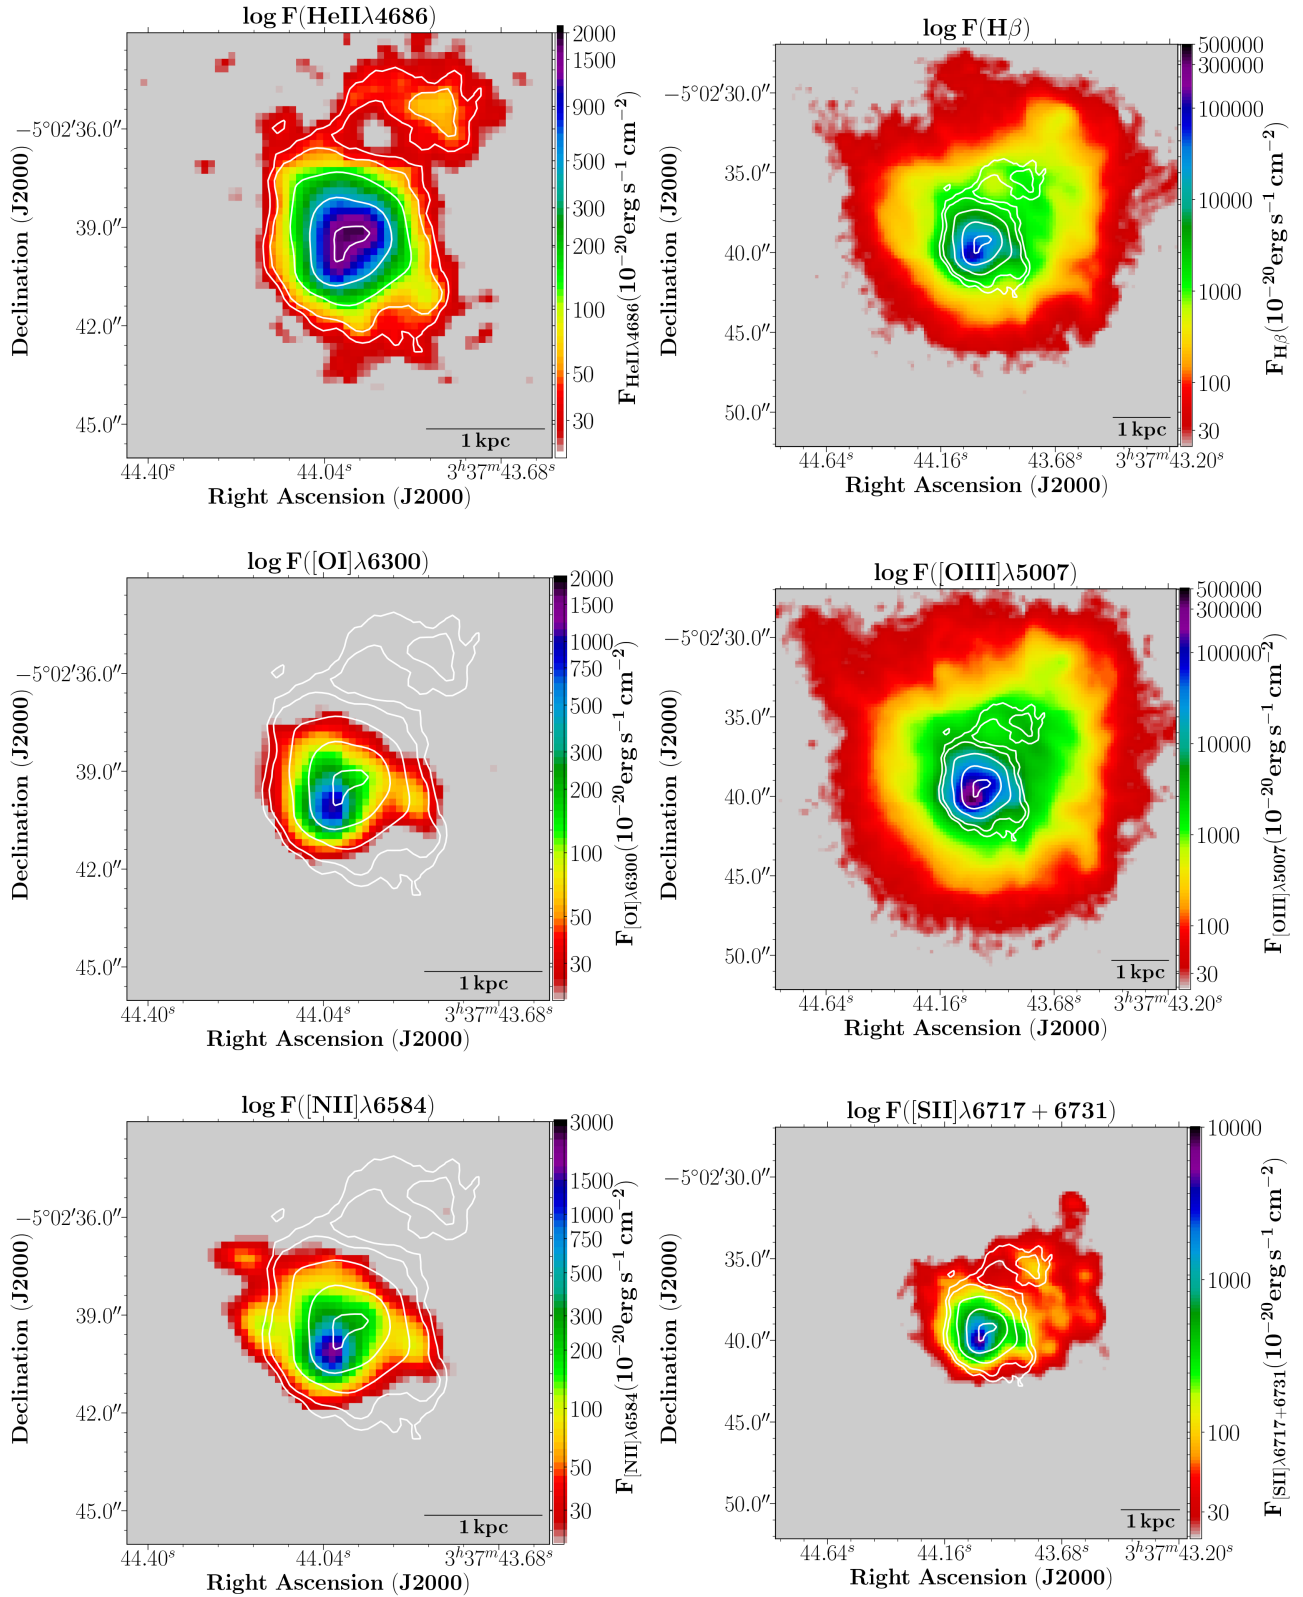 log F(HeIIλ4686)
2000
1500
900
500
300
200
100
50
30
F_HeIIλ4686(10⁻²⁰erg s⁻¹ cm⁻²)
−5°02′36.0″
39.0″
42.0″
45.0″
Declination (J2000)
1 kpc
44.40ˢ 44.04ˢ 3ʰ37ᵐ43.68ˢ
Right Ascension (J2000)
log F(Hβ)
500000
300000
100000
10000
1000
100
30
F_Hβ(10⁻²⁰erg s⁻¹ cm⁻²)
−5°02′30.0″
35.0″
40.0″
45.0″
50.0″
Declination (J2000)
1 kpc
44.64ˢ 44.16ˢ 43.68ˢ 3ʰ37ᵐ43.20ˢ
Right Ascension (J2000)
log F([OI]λ6300)
2000
1500
1000
750
500
300
200
100
50
30
F_[OI]λ6300(10⁻²⁰erg s⁻¹ cm⁻²)
−5°02′36.0″
39.0″
42.0″
45.0″
Declination (J2000)
1 kpc
44.40ˢ 44.04ˢ 3ʰ37ᵐ43.68ˢ
Right Ascension (J2000)
log F([OIII]λ5007)
500000
300000
100000
10000
1000
100
30
F_[OIII]λ5007(10⁻²⁰erg s⁻¹ cm⁻²)
−5°02′30.0″
35.0″
40.0″
45.0″
50.0″
Declination (J2000)
1 kpc
44.64ˢ 44.16ˢ 43.68ˢ 3ʰ37ᵐ43.20ˢ
Right Ascension (J2000)
log F([NII]λ6584)
3000
1500
1000
750
500
300
200
100
50
30
F_[NII]λ6584(10⁻²⁰erg s⁻¹ cm⁻²)
−5°02′36.0″
39.0″
42.0″
45.0″
Declination (J2000)
1 kpc
44.40ˢ 44.04ˢ 3ʰ37ᵐ43.68ˢ
Right Ascension (J2000)
log F([SII]λ6717 + 6731)
10000
1000
100
30
F_[SII]λ6717+6731(10⁻²⁰erg s⁻¹ cm⁻²)
−5°02′30.0″
35.0″
40.0″
45.0″
50.0″
Declination (J2000)
1 kpc
44.64ˢ 44.16ˢ 43.68ˢ 3ʰ37ᵐ43.20ˢ
Right Ascension (J2000)